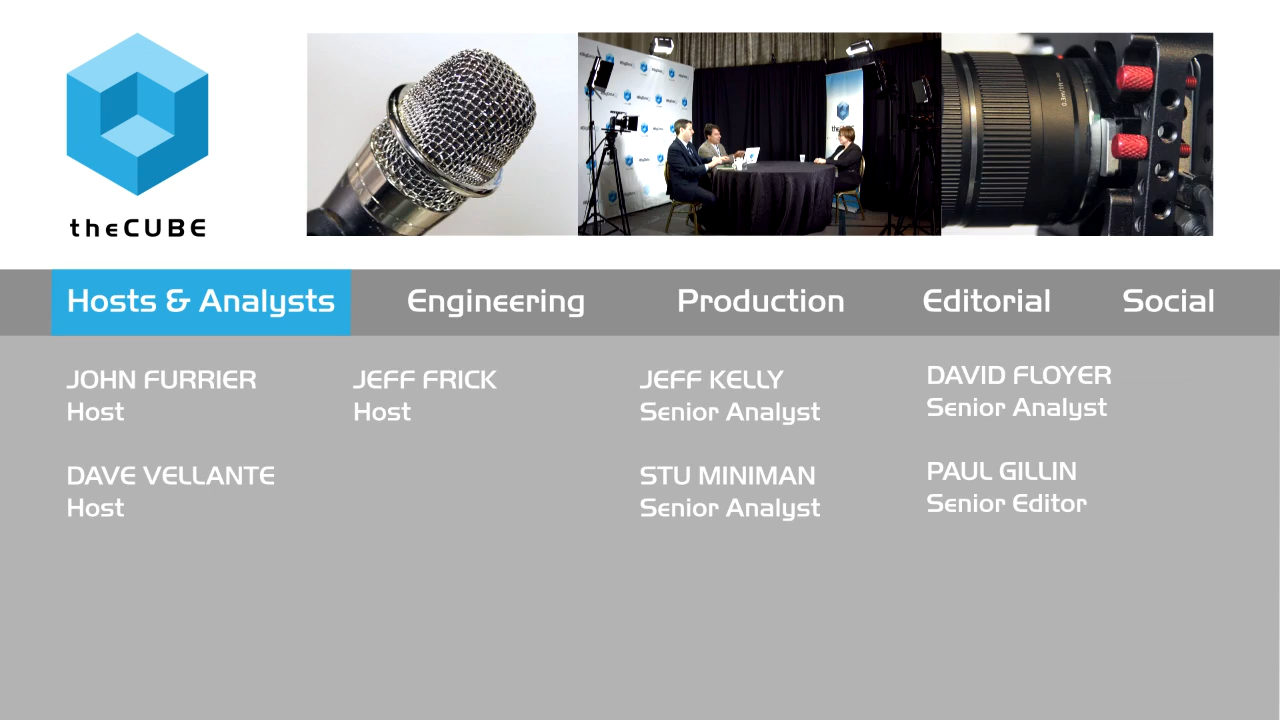 theCUBE
theCUBE
Hosts & Analysts
Engineering
Production
Editorial
Social
JOHN FURRIER
Host
DAVE VELLANTE
Host
JEFF FRICK
Host
JEFF KELLY
Senior Analyst
STU MINIMAN
Senior Analyst
DAVID FLOYER
Senior Analyst
PAUL GILLIN
Senior Editor